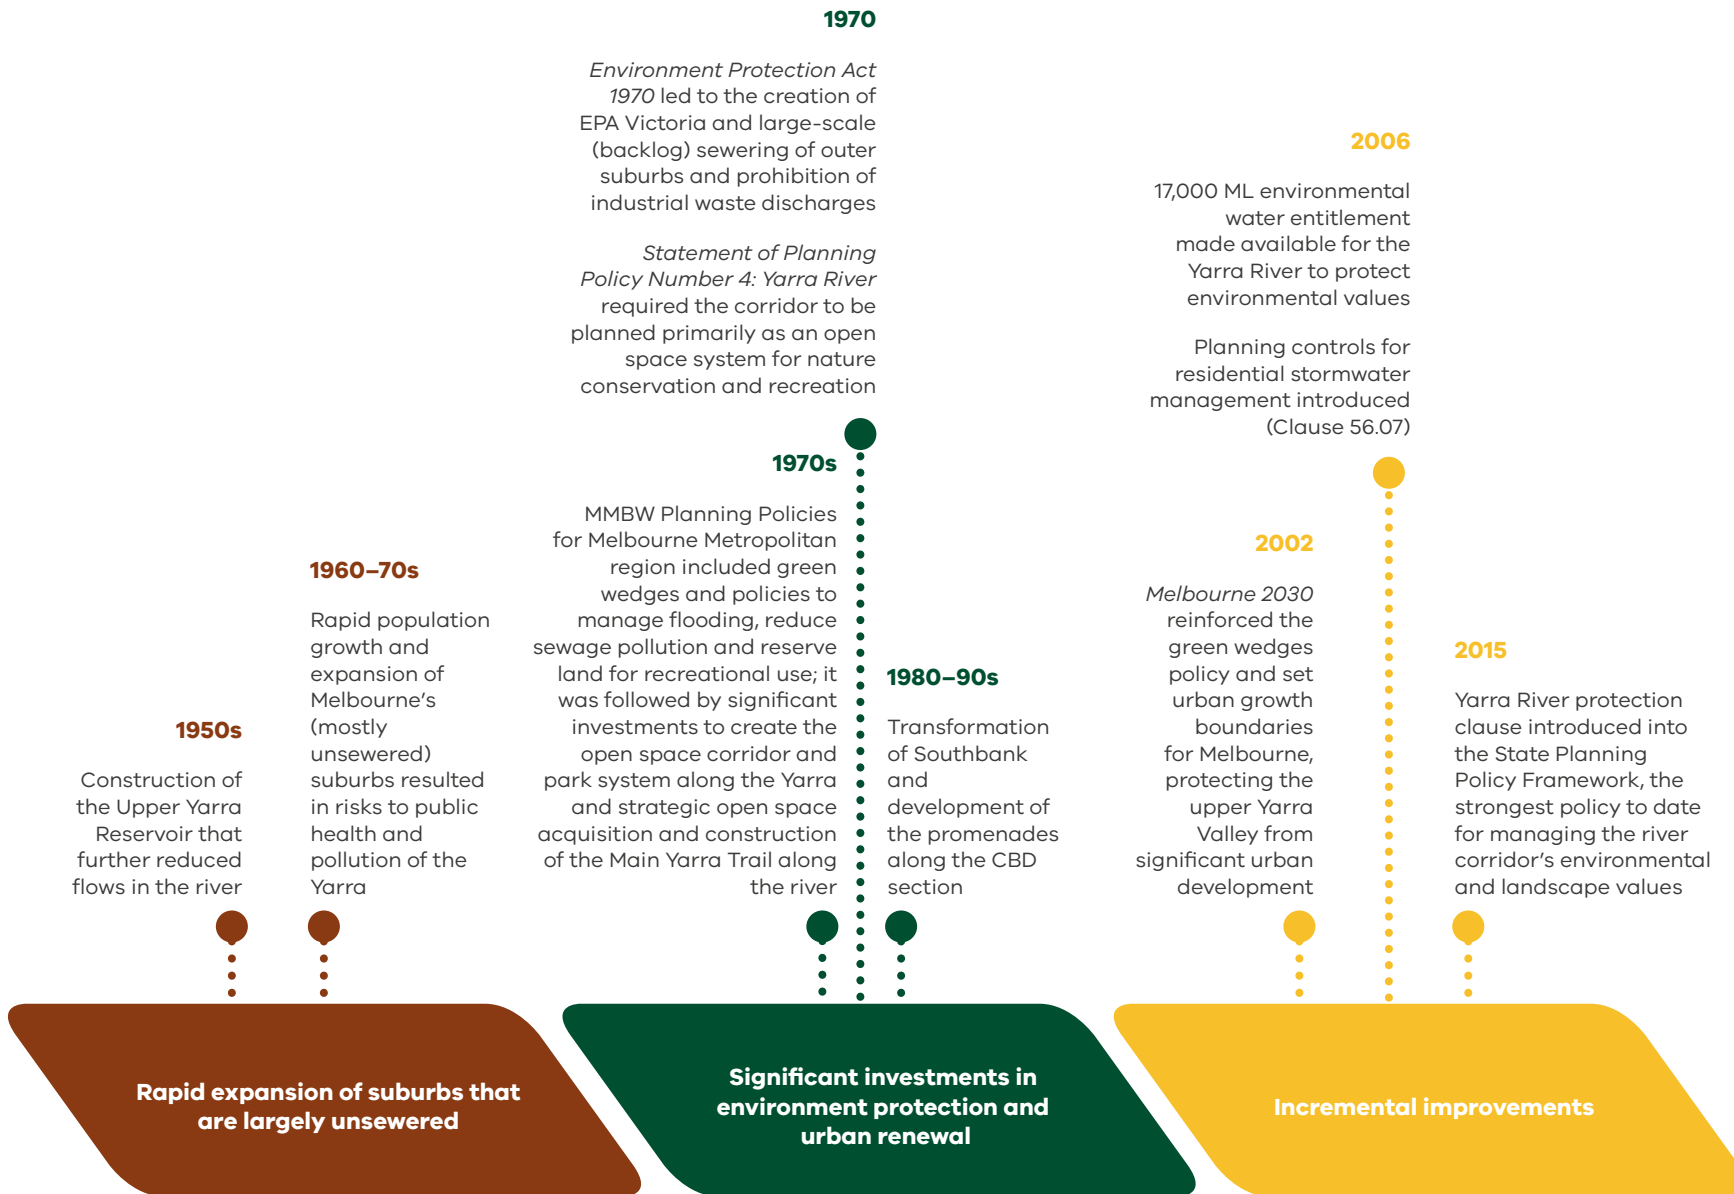 1950s
Construction of
the Upper Yarra
Reservoir that
further reduced
flows in the river
1960–70s
Rapid population
growth and
expansion of
Melbourne’s
(mostly
unsewered)
suburbs resulted
in risks to public
health and
pollution of the
Yarra
Rapid expansion of suburbs that
are largely unsewered
1970s
MMBW Planning Policies
for Melbourne Metropolitan
region included green
wedges and policies to
manage flooding, reduce
sewage pollution and reserve
land for recreational use; it
was followed by significant
investments to create the
open space corridor and
park system along the Yarra
and strategic open space
acquisition and construction
of the Main Yarra Trail along
the river
1970
Environment Protection Act
1970 led to the creation of
EPA Victoria and large-scale
(backlog) sewering of outer
suburbs and prohibition of
industrial waste discharges
Statement of Planning
Policy Number 4: Yarra River
required the corridor to be
planned primarily as an open
space system for nature
conservation and recreation
1980–90s
Transformation
of Southbank
and
development of
the promenades
along the CBD
section
Significant investments in
environment protection and
urban renewal
2002
Melbourne 2030
reinforced the
green wedges
policy and set
urban growth
boundaries
for Melbourne,
protecting the
upper Yarra
Valley from
significant urban
development
2006
17,000 ML environmental
water entitlement
made available for the
Yarra River to protect
environmental values
Planning controls for
residential stormwater
management introduced
(Clause 56.07)
2015
Yarra River protection
clause introduced into
the State Planning
Policy Framework, the
strongest policy to date
for managing the river
corridor’s environmental
and landscape values
Incremental improvements